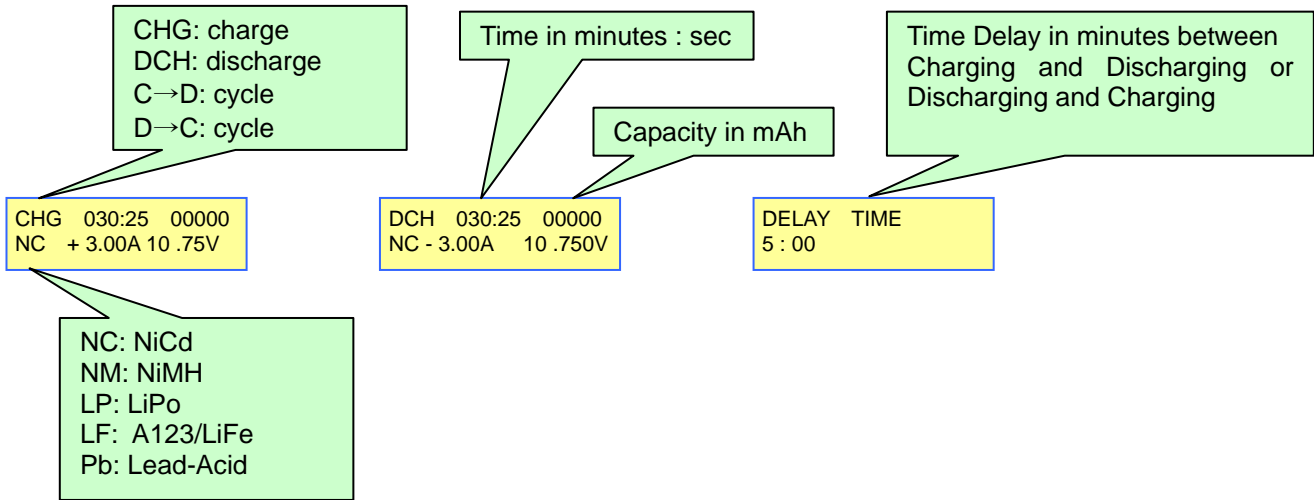 CHG: charge
DCH: discharge
C→D: cycle
D→C: cycle
Time in minutes : sec
Capacity in mAh
Time Delay in minutes between
Charging and Discharging or
Discharging and Charging
CHG 030:25 00000
NC + 3.00A 10 .75V
DCH 030:25 00000
NC - 3.00A 10 .750V
DELAY TIME
5 : 00
NC: NiCd
NM: NiMH
LP: LiPo
LF: A123/LiFe
Pb: Lead-Acid